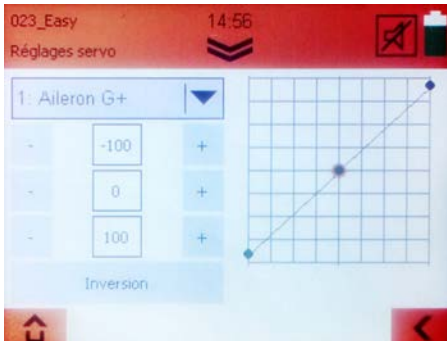 023_Easy 14:56
Réglages servo
1: Aileron G+
- -100 +
- 0 +
- 100 +
Inversion